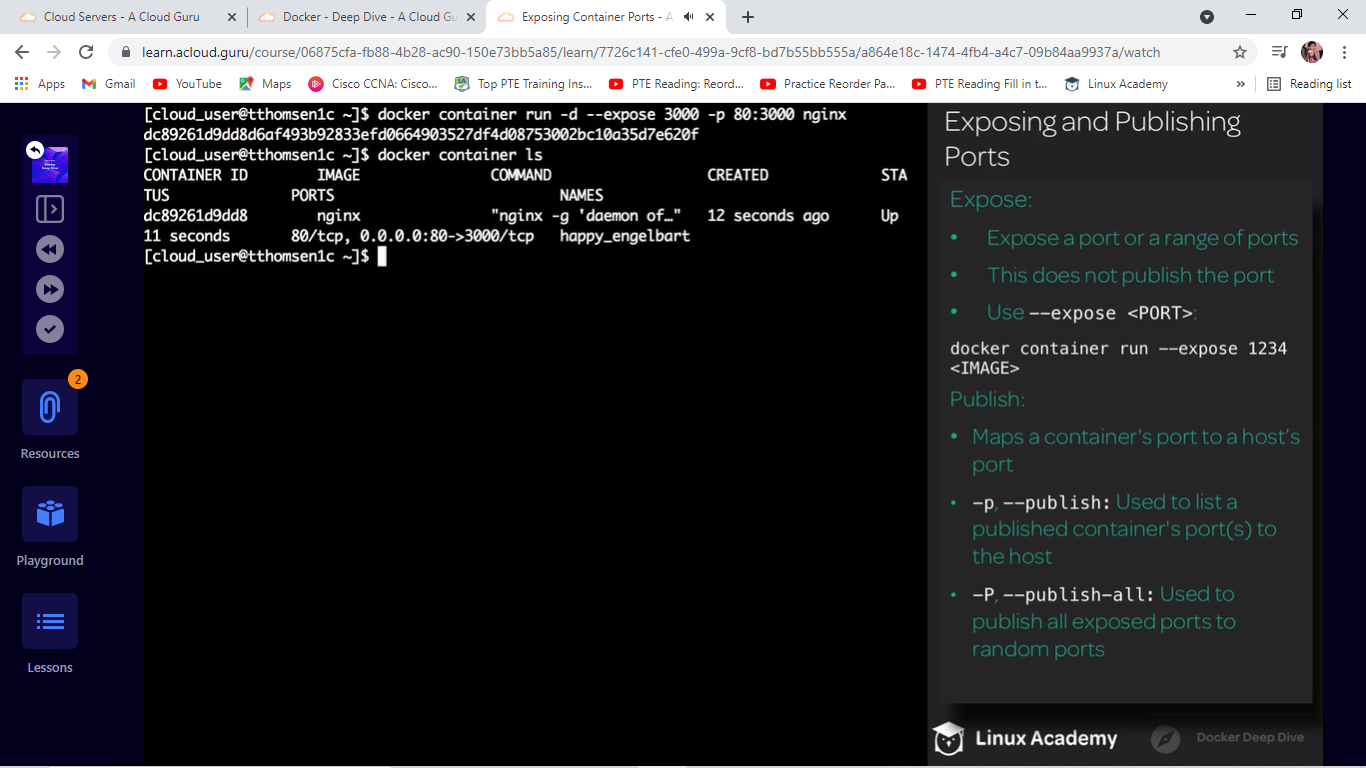 Cloud Servers - A Cloud Guru
Docker - Deep Dive - A Cloud Gu
Exposing Container Ports - A
learn.acloud.guru/course/06875cfa-fb88-4b28-ac90-150e73bb5a85/learn/7726c141-cfe0-499a-9cf8-bd7b55bb555a/a864e18c-1474-4fb4-a4c7-09b84aa9937a/watch
Apps
Gmail
YouTube
Maps
Cisco CCNA: Cisco...
Top PTE Training Ins...
PTE Reading: Reord...
Practice Reorder Pa...
PTE Reading Fill in t...
Linux Academy
»
Reading list
2
Resources
Playground
Lessons
[cloud_user@tthomsen1c ~]$ docker container run -d --expose 3000 -p 80:3000 nginx
dc89261d9dd8d6af493b92833efd0664903527df4d08753002bc10a35d7e620f
[cloud_user@tthomsen1c ~]$ docker container ls
CONTAINER ID IMAGE COMMAND CREATED STA
TUS PORTS NAMES
dc89261d9dd8 nginx "nginx -g 'daemon of…" 12 seconds ago Up
11 seconds 80/tcp, 0.0.0.0:80->3000/tcp happy_engelbart
[cloud_user@tthomsen1c ~]$
Exposing and Publishing
Ports
Expose:
• Expose a port or a range of ports
• This does not publish the port
• Use --expose <PORT>:
docker container run --expose 1234
<IMAGE>
Publish:
• Maps a container's port to a host's
port
• -p, --publish: Used to list a
published container's port(s) to
the host
• -P, --publish-all: Used to
publish all exposed ports to
random ports
Linux Academy
Docker Deep Dive